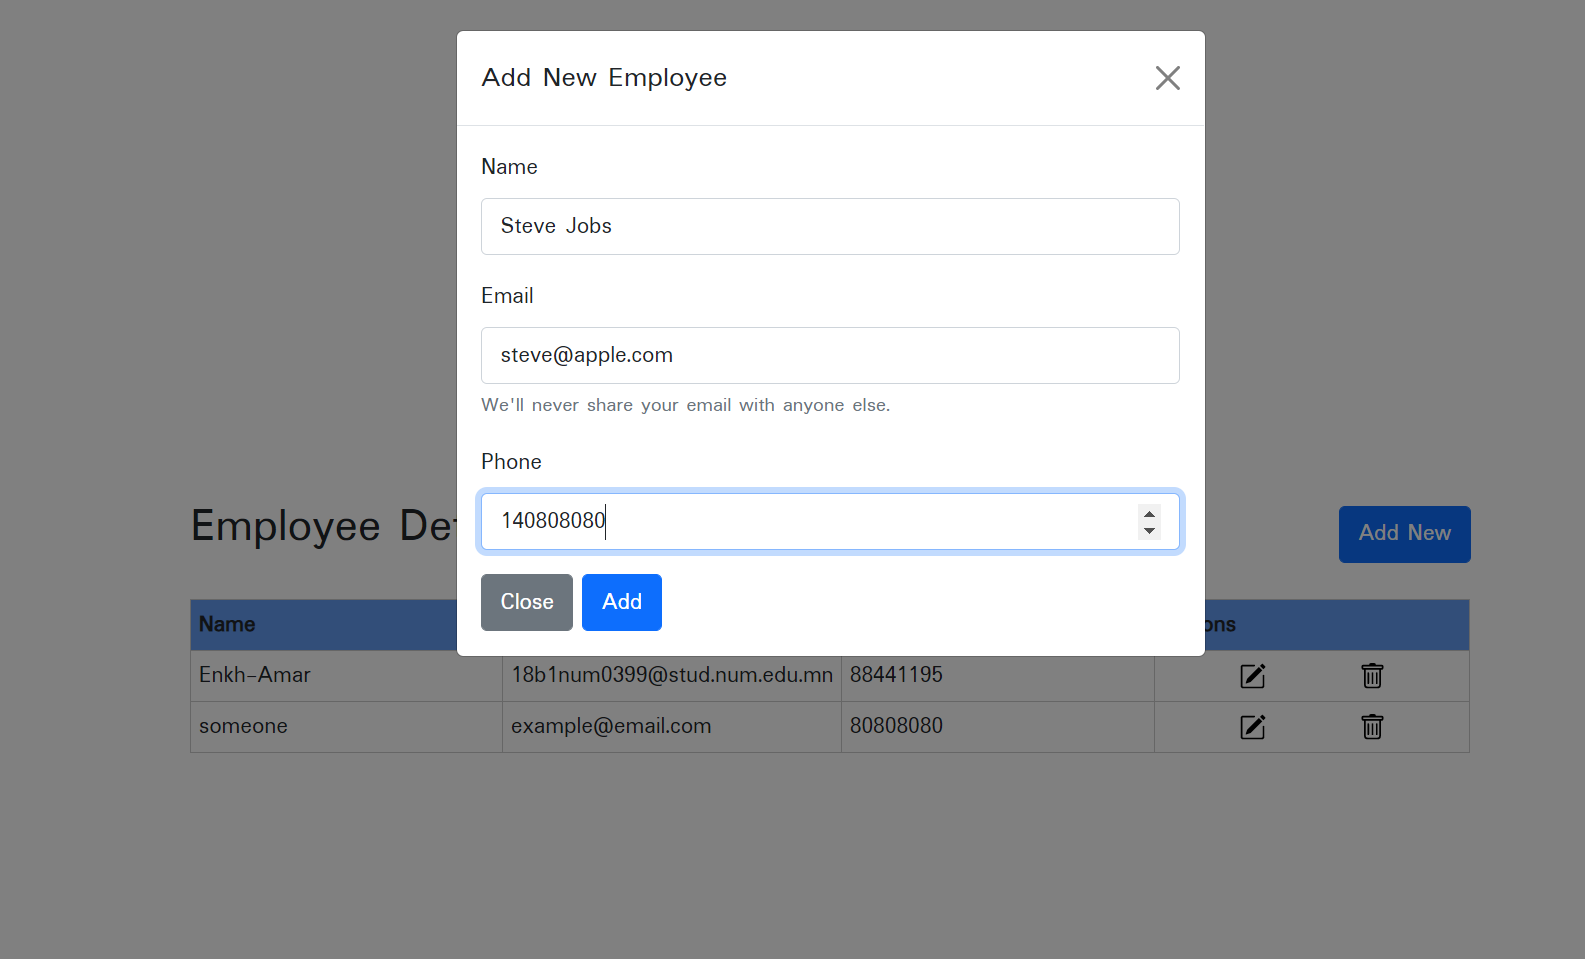 Add New Employee
Name
Steve Jobs
Email
steve@apple.com
We'll never share your email with anyone else.
Phone
140808080
Close Add
Employee
Add New
Name
Enkh-Amar 18b1num0399@stud.num.edu.mn 88441195
someone example@email.com 80808080